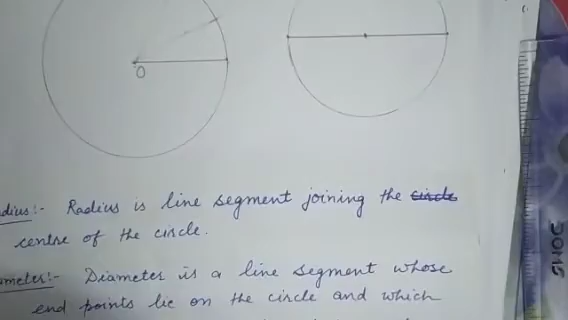 O
dius:- Radius is line segment joining the circle
centre of the circle.
ameter:- Diameter is a line segment whose
end points lie on the circle and which